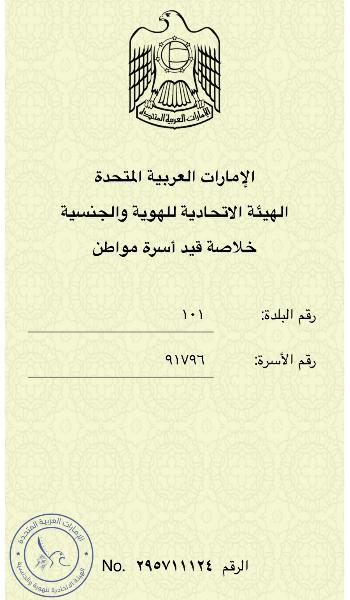 الإمارات العربية المتحدة
الإمارات العربية المتحدة
الهيئة الاتحادية للهوية والجنسية
خلاصة قيد أسرة مواطن
رقم البلدة: ١٠١
رقم الأسرة: ٩١٧٩٦
الإمارات العربية المتحدة
الهيئة الاتحادية للهوية والجنسية
الرقم ٢٩٥٧١١١٢٤ No.